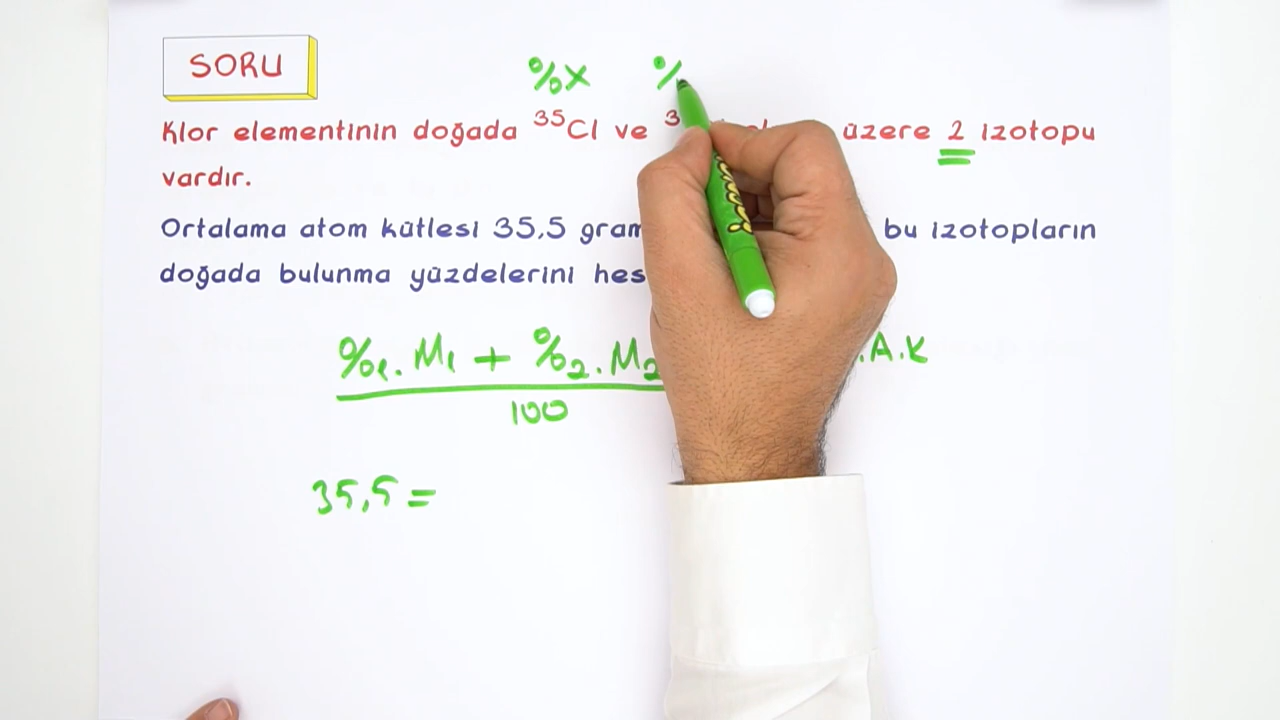 SORU
%x %
Klor elementinin doğada ³⁵Cl ve ³ üzere 2 izotopu
vardır.
Ortalama atom kütlesi 35,5 gram bu izotopların
doğada bulunma yüzdelerini hes
%₁.M₁ + %₂.M₂ .A.K
100
35,5=